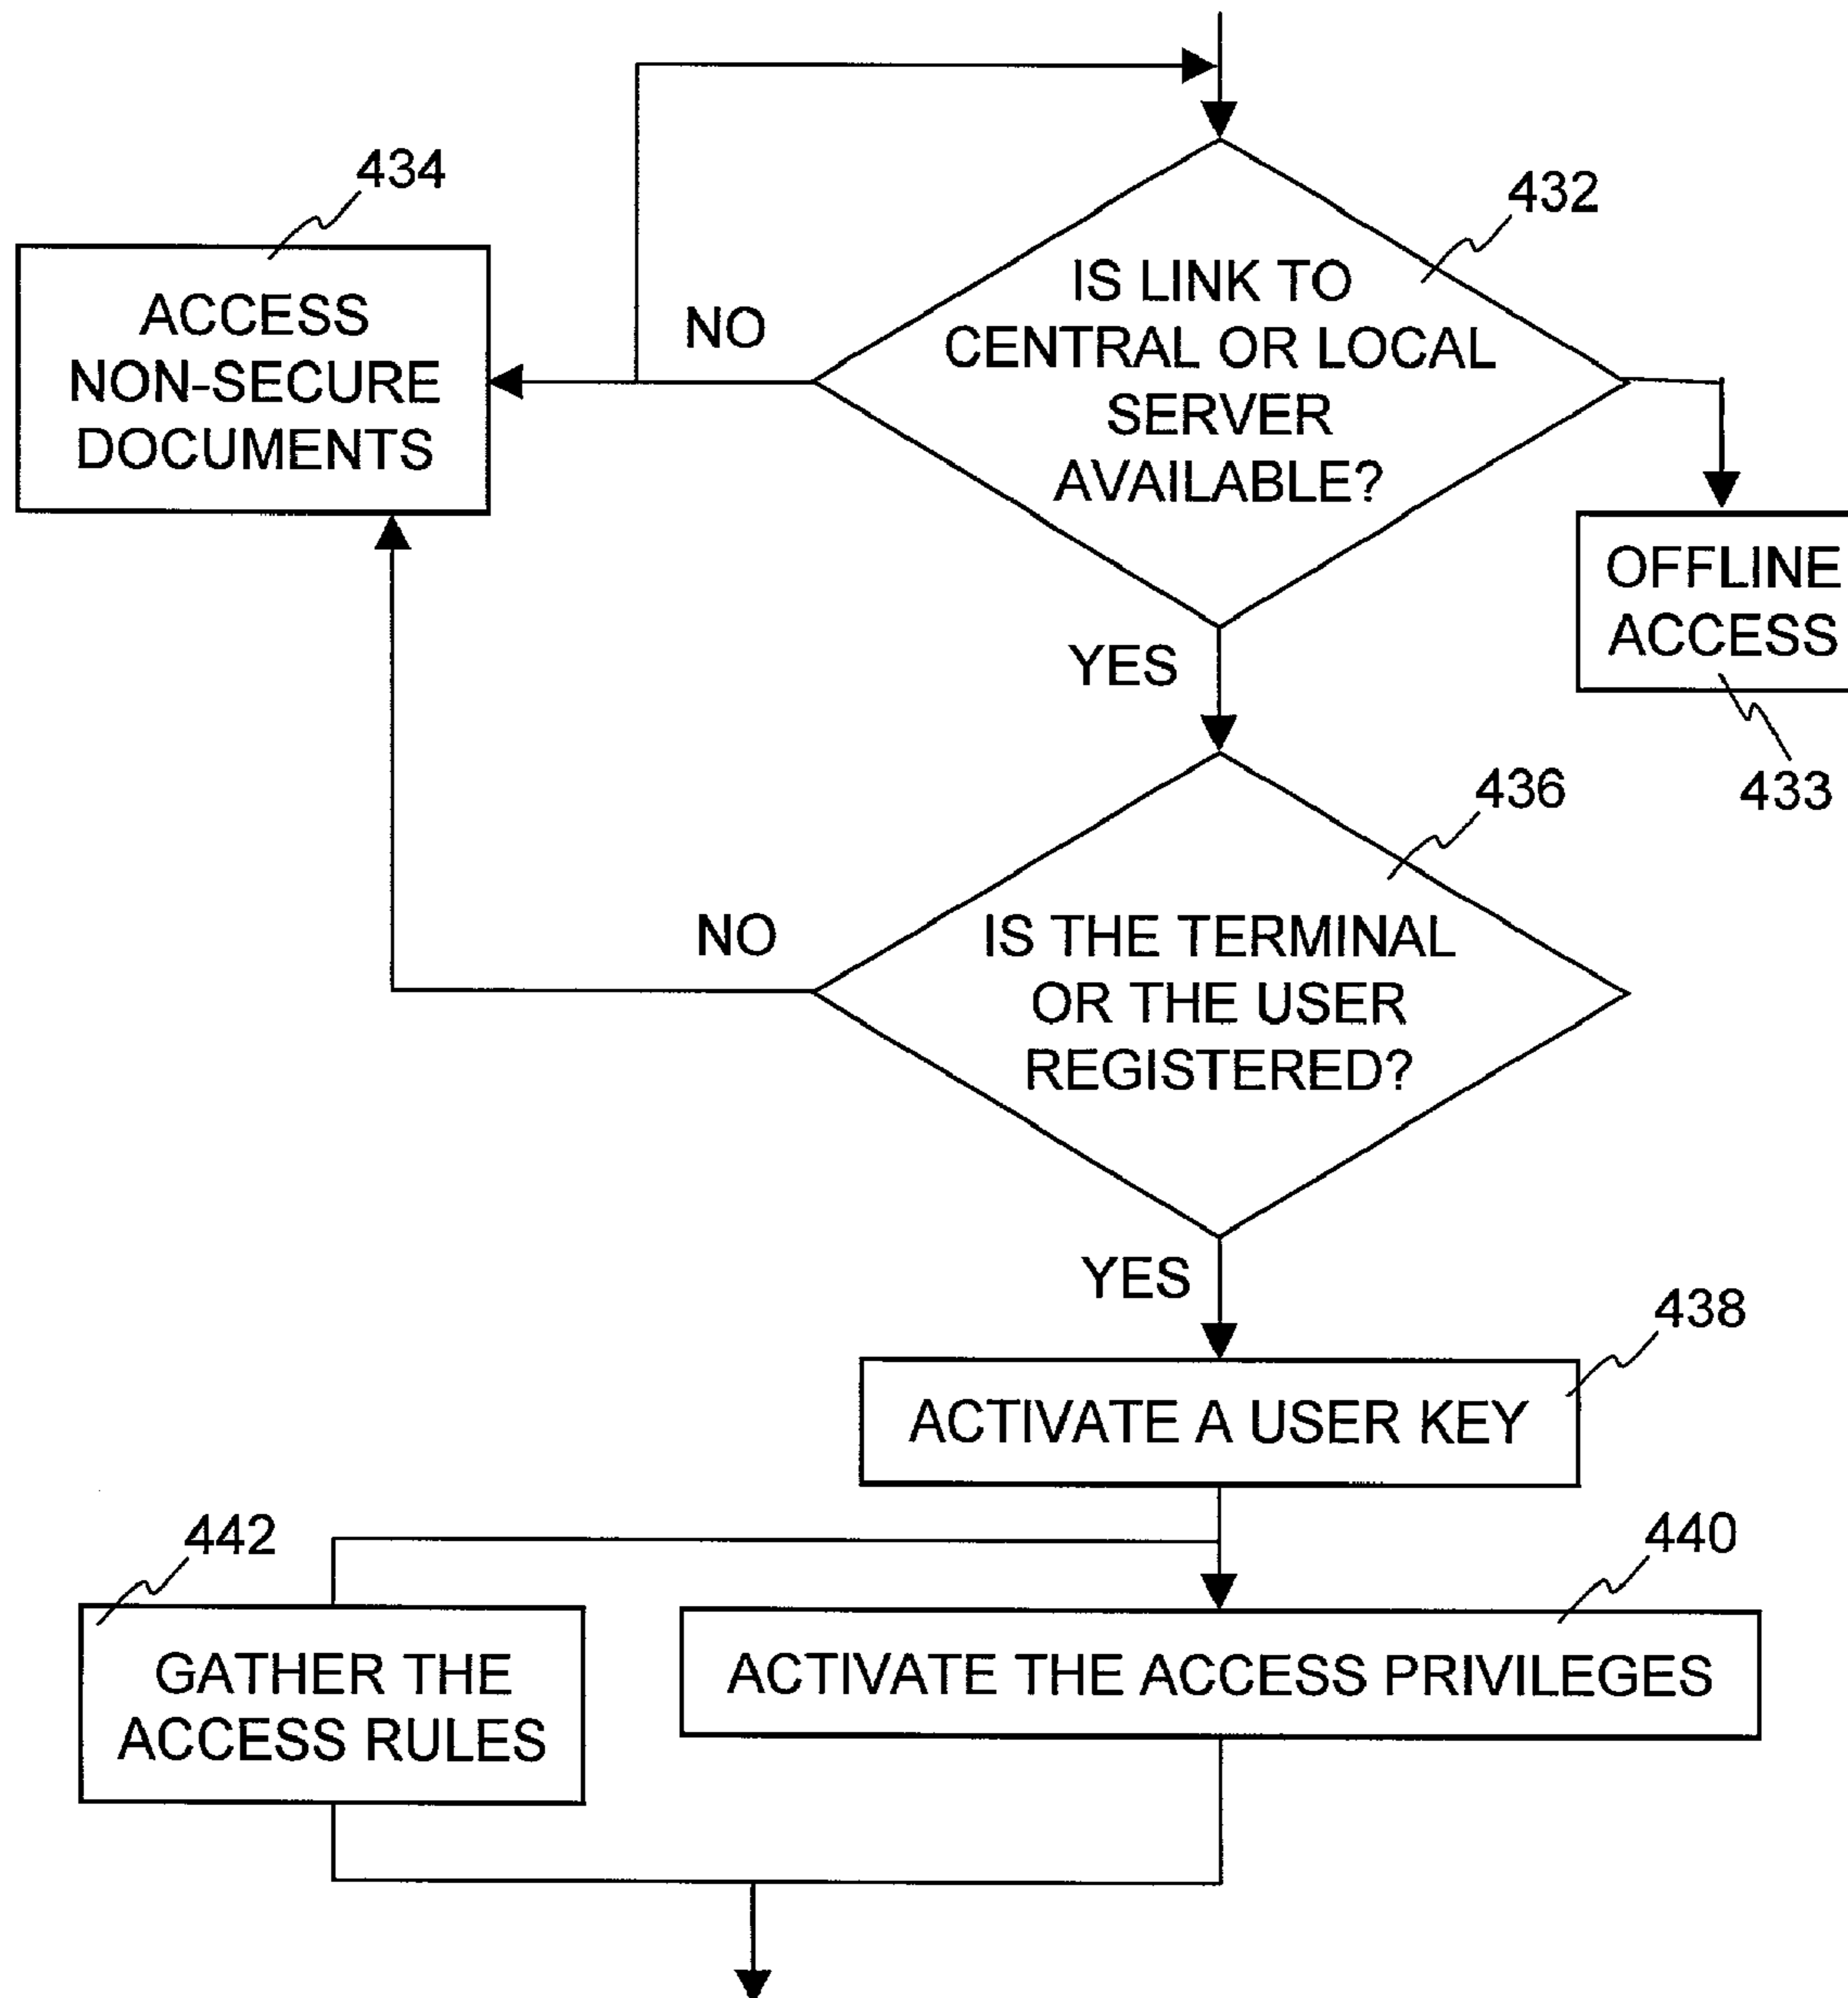 434
432
IS LINK TO
CENTRAL OR LOCAL
SERVER
AVAILABLE?
ACCESS
NON-SECURE
DOCUMENTS
NO
OFFLINE
ACCESS
433
YES
436
IS THE TERMINAL
OR THE USER
REGISTERED?
NO
YES
438
ACTIVATE A USER KEY
442
440
GATHER THE
ACCESS RULES
ACTIVATE THE ACCESS PRIVILEGES